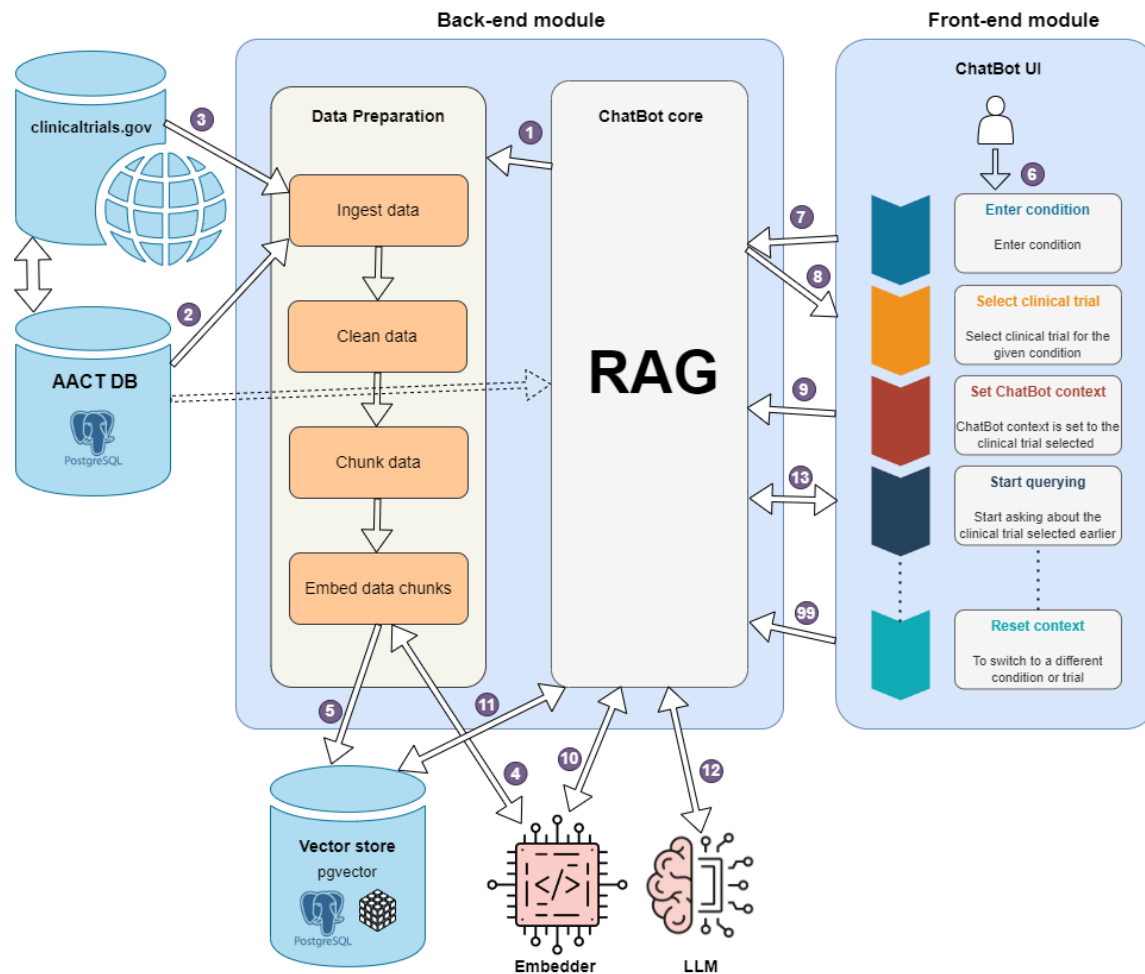 Back-end module
Front-end module
clinicaltrials.gov
3
Data Preparation
1
ChatBot core
ChatBot UI
6
Ingest data
7
Enter condition
Enter condition
8
2
Clean data
Select clinical trial
Select clinical trial for the
given condition
AACT DB
PostgreSQL
RAG
9
Set ChatBot context
ChatBot context is set to the
clinical trial selected
Chunk data
13
Start querying
Start asking about the
clinical trial selected earlier
Embed data chunks
99
Reset context
To switch to a different
condition or trial
5
11
4
10
12
Vector store
pgvector
PostgreSQL
</>
Embedder
LLM